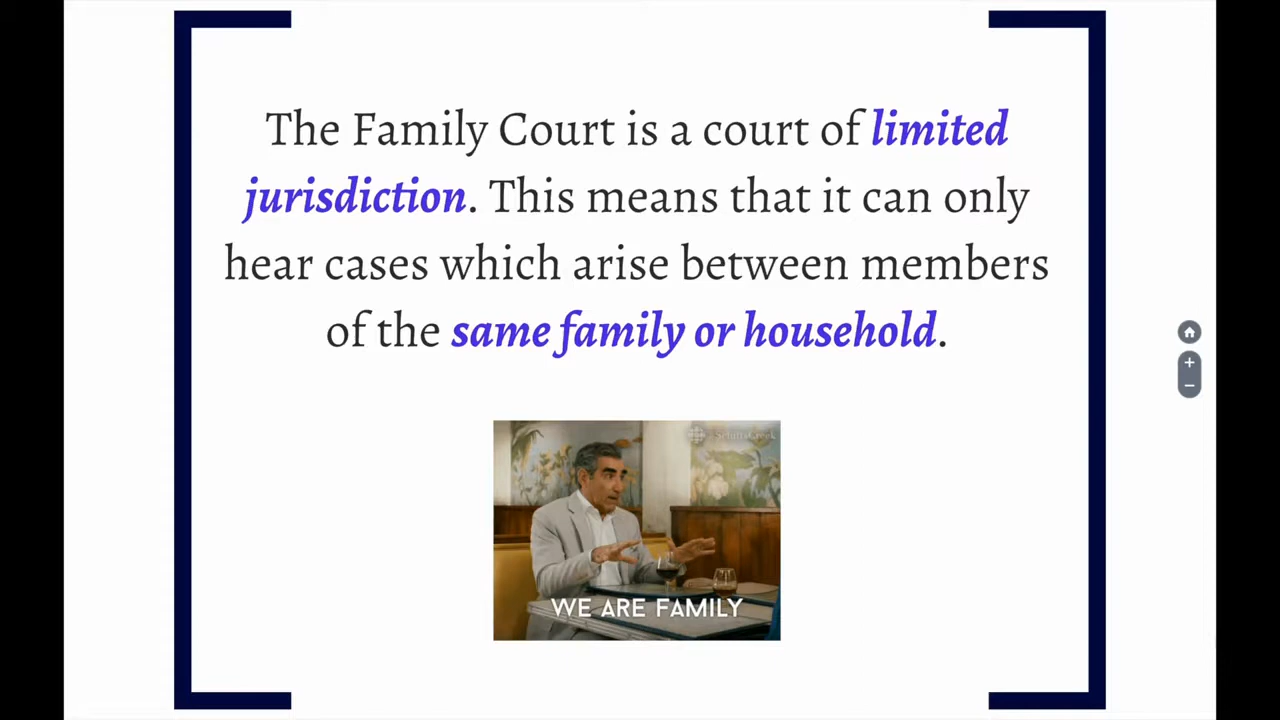 The Family Court is a court of limited
jurisdiction. This means that it can only
hear cases which arise between members
of the same family or household.
WE ARE FAMILY